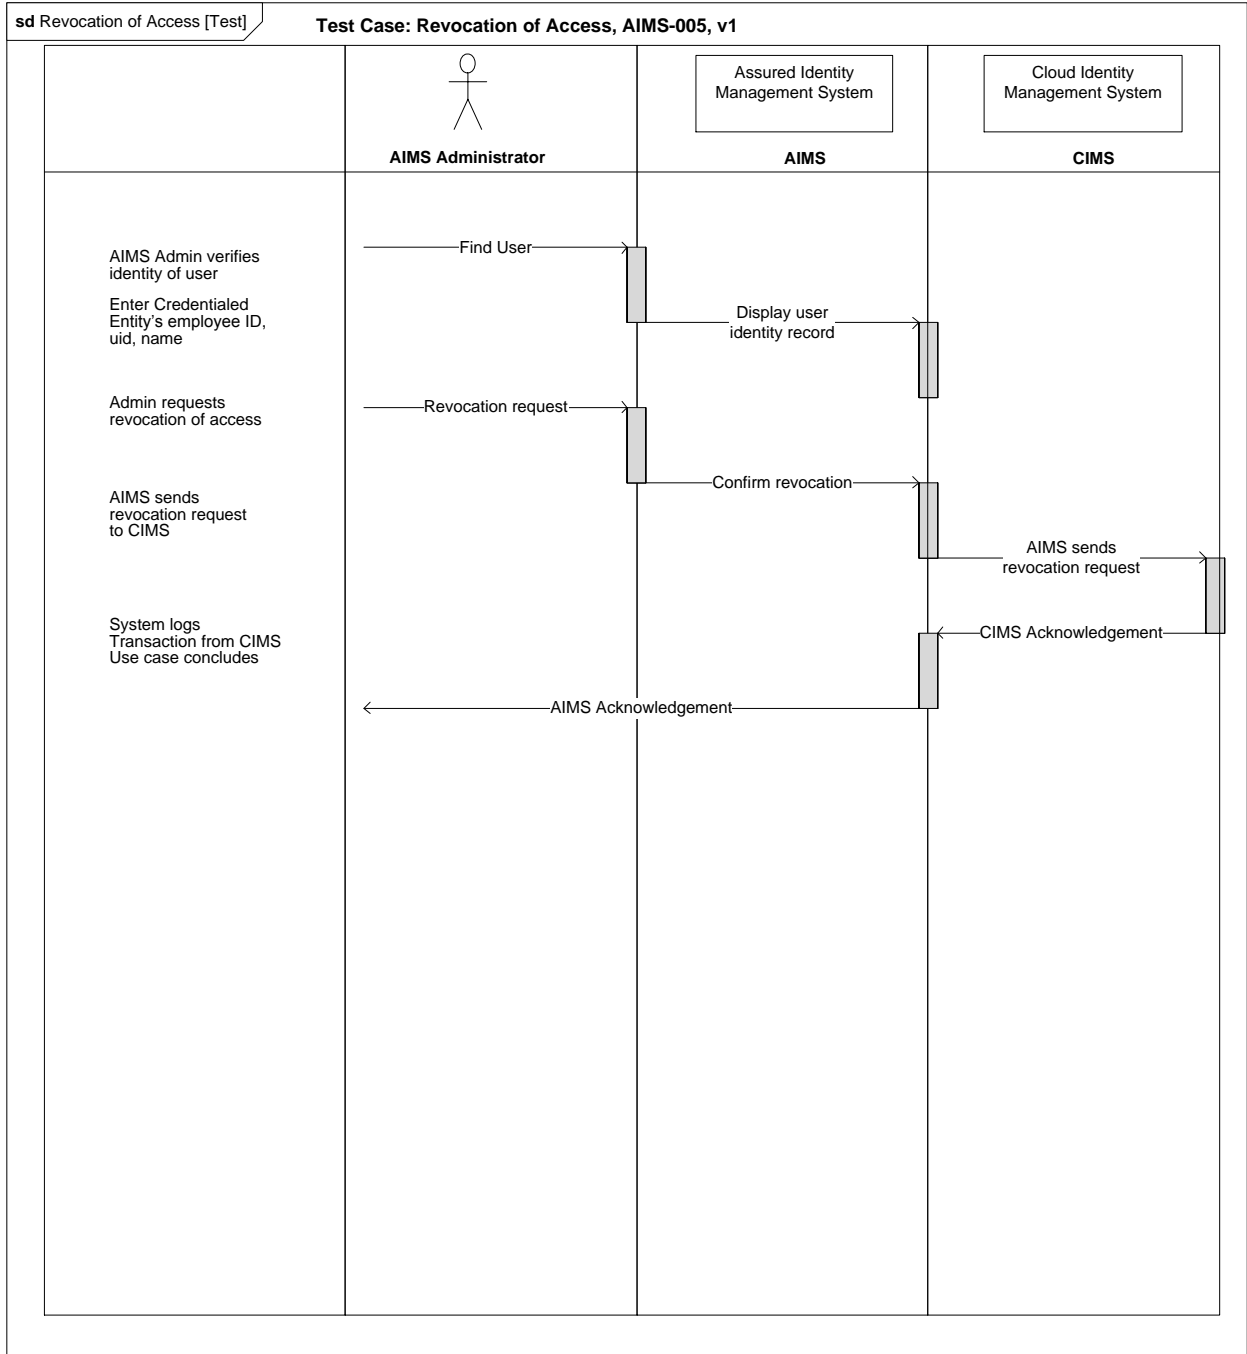 sd Revocation of Access [Test]
Test Case: Revocation of Access, AIMS-005, v1
Assured Identity
Management System
Cloud Identity
Management System
AIMS Administrator
AIMS
CIMS
AIMS Admin verifies
identity of user
Enter Credentialed
Entity’s employee ID,
uid, name
Find User
Display user
identity record
Admin requests
revocation of access
Revocation request
AIMS sends
revocation request
to CIMS
Confirm revocation
AIMS sends
revocation request
System logs
Transaction from CIMS
Use case concludes
CIMS Acknowledgement
AIMS Acknowledgement